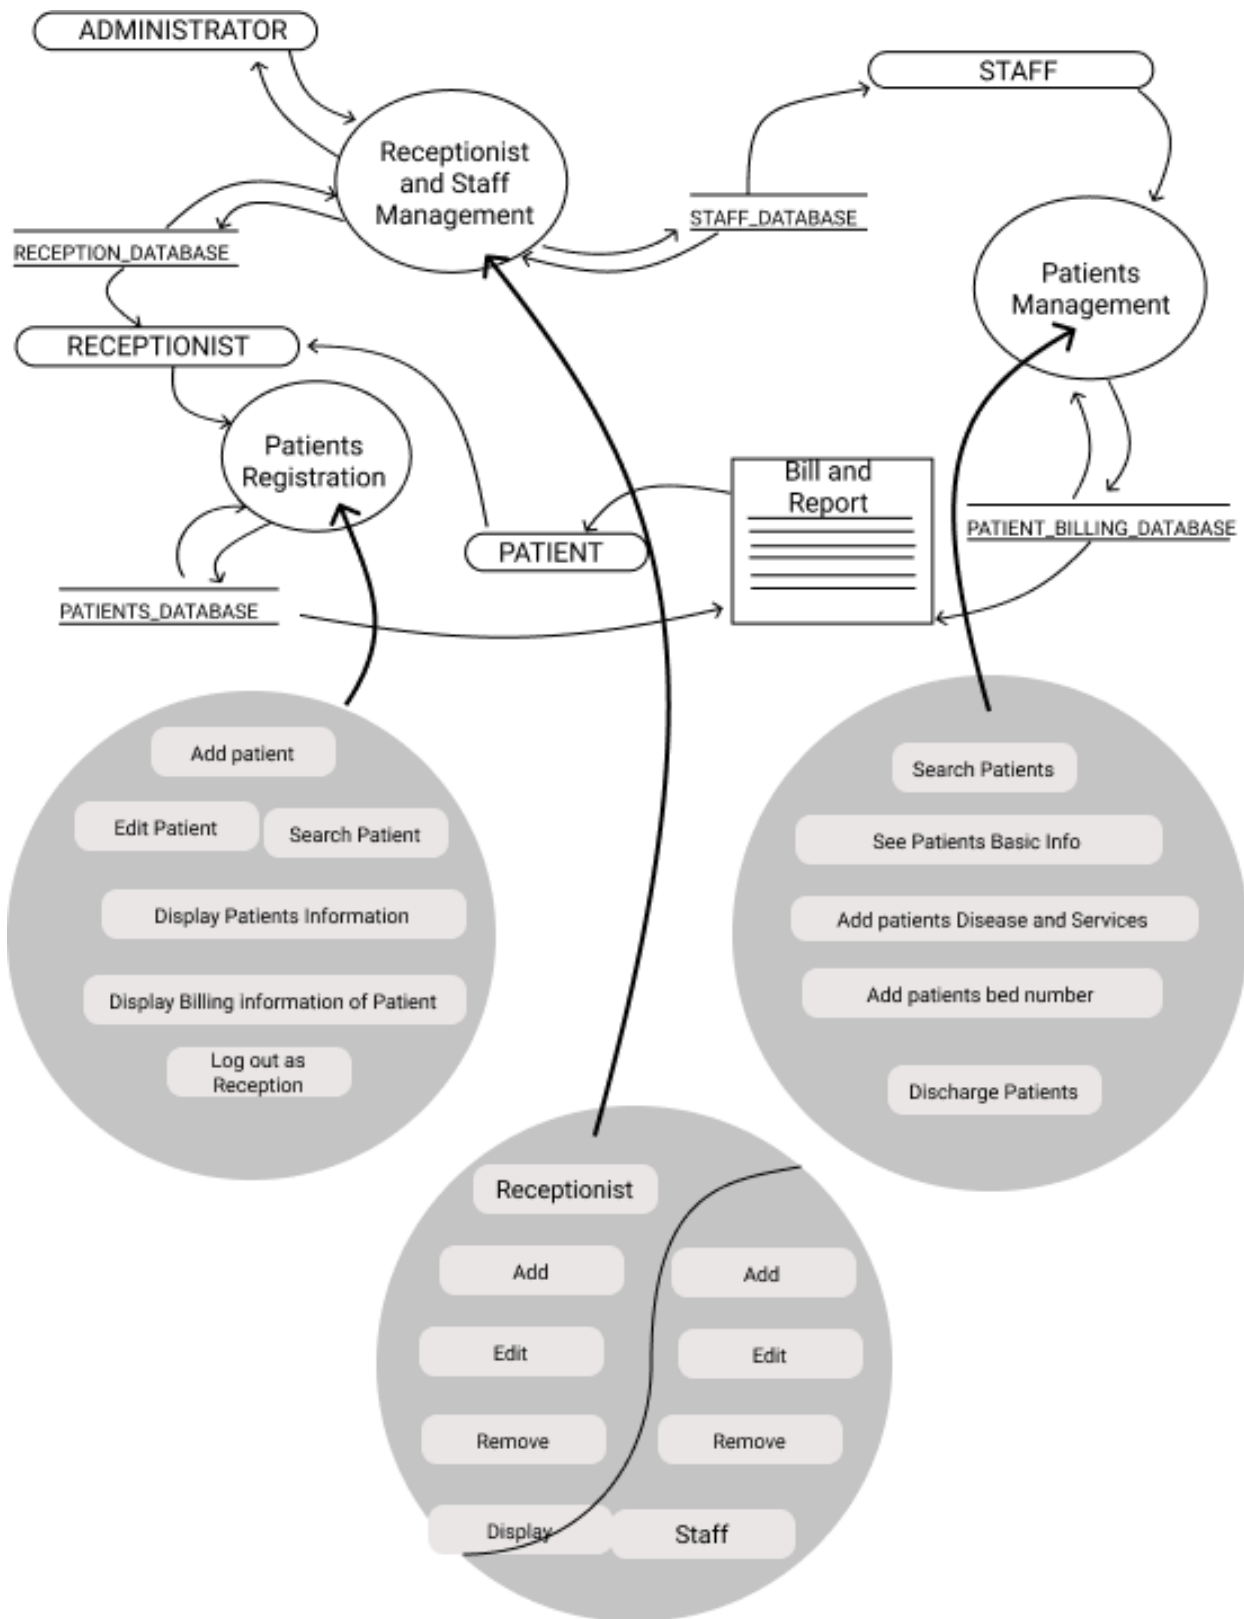 ADMINISTRATOR
STAFF
Receptionist
and Staff
Management
STAFF_DATABASE
RECEPTION_DATABASE
Patients
Management
RECEPTIONIST
Patients
Registration
Bill and
Report
PATIENT_BILLING_DATABASE
PATIENT
PATIENTS_DATABASE
Add patient
Edit Patient
Search Patient
Display Patients Information
Display Billing information of Patient
Log out as
Reception
Search Patients
See Patients Basic Info
Add patients Disease and Services
Add patients bed number
Discharge Patients
Receptionist
Add
Edit
Remove
Display
Add
Edit
Remove
Staff